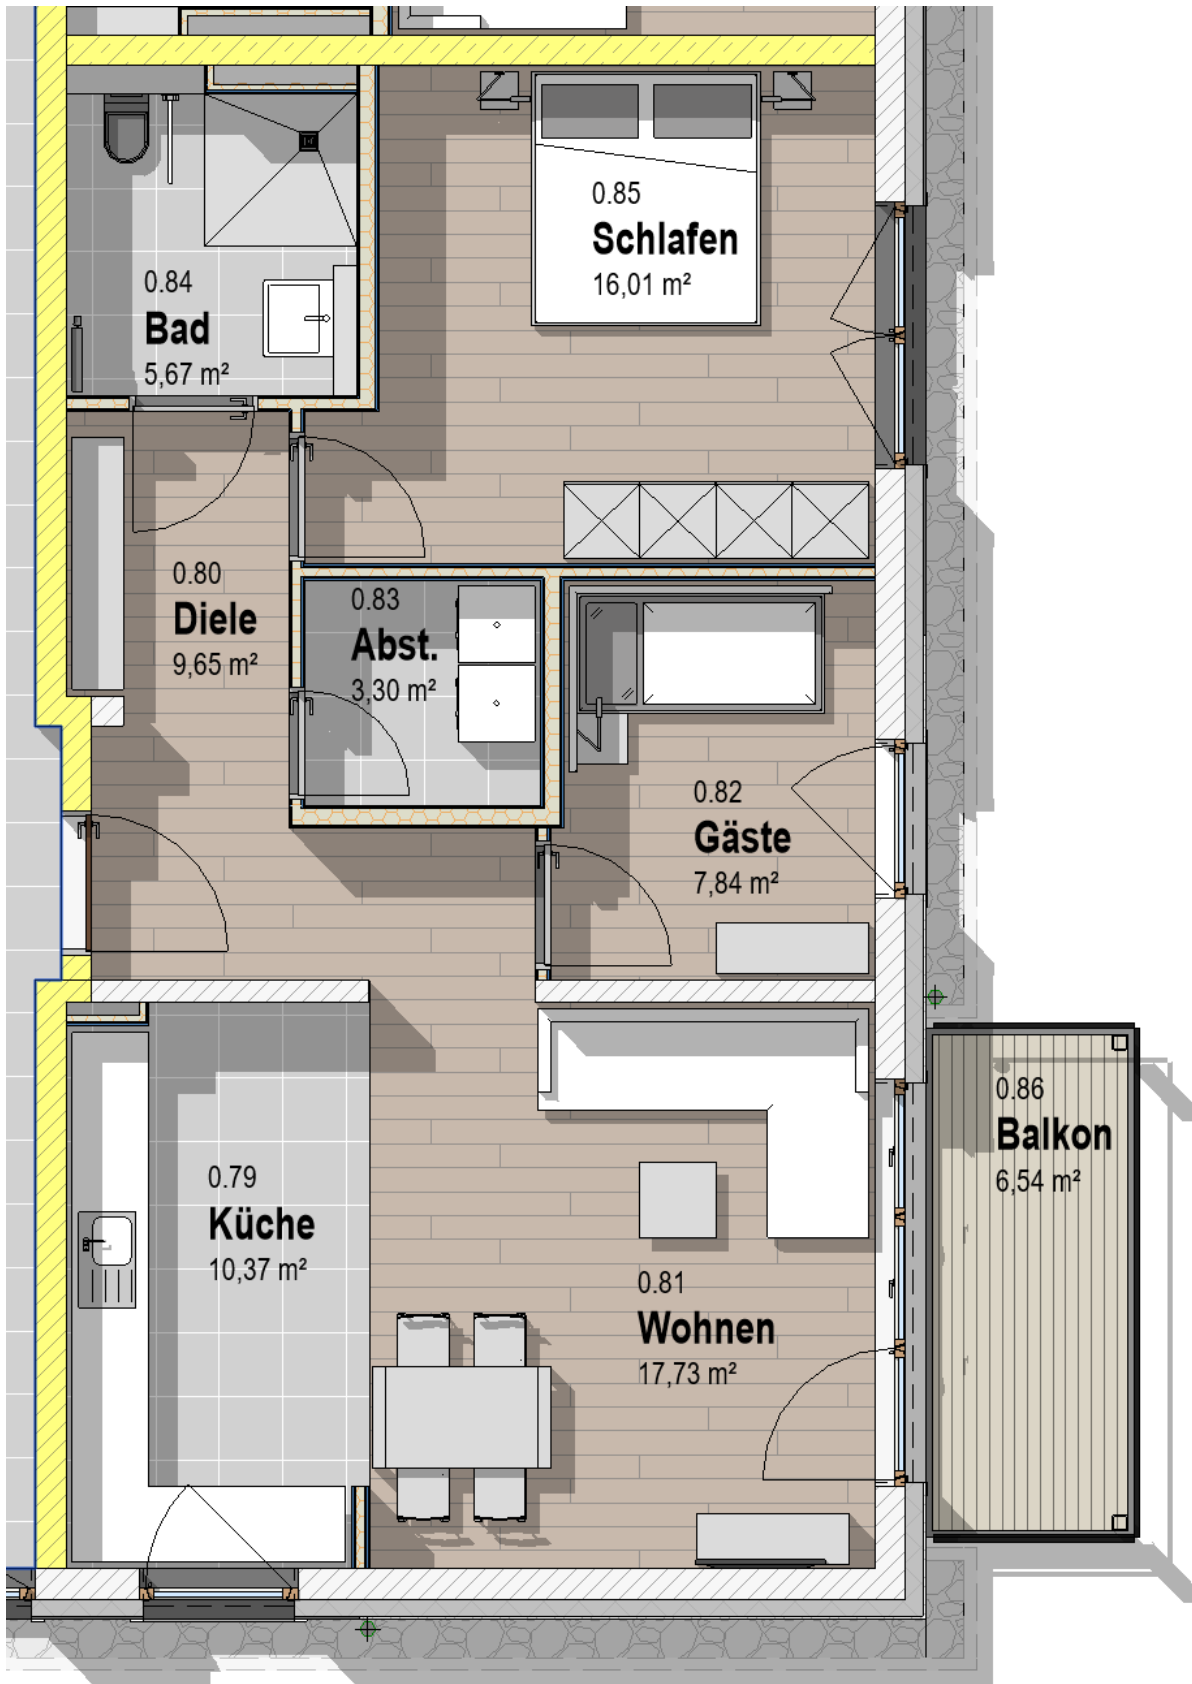 0.85
Schlafen
16,01 m²
0.84
Bad
5,67 m²
0.80
Diele
9,65 m²
0.83
Abst.
3,30 m²
0.82
Gäste
7,84 m²
0.86
Balkon
6,54 m²
0.79
Küche
10,37 m²
0.81
Wohnen
17,73 m²